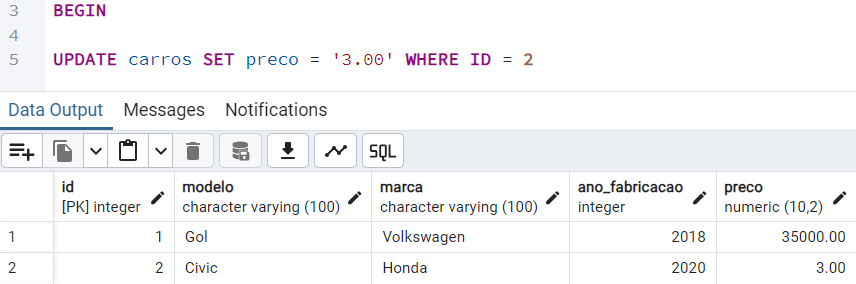 3 BEGIN
4
5 UPDATE carros SET preco = '3.00' WHERE ID = 2
Data Output Messages Notifications
SQL
id modelo marca ano_fabricacao preco
[PK] integer character varying (100) character varying (100) integer numeric (10,2)
1 1 Gol Volkswagen 2018 35000.00
2 2 Civic Honda 2020 3.00